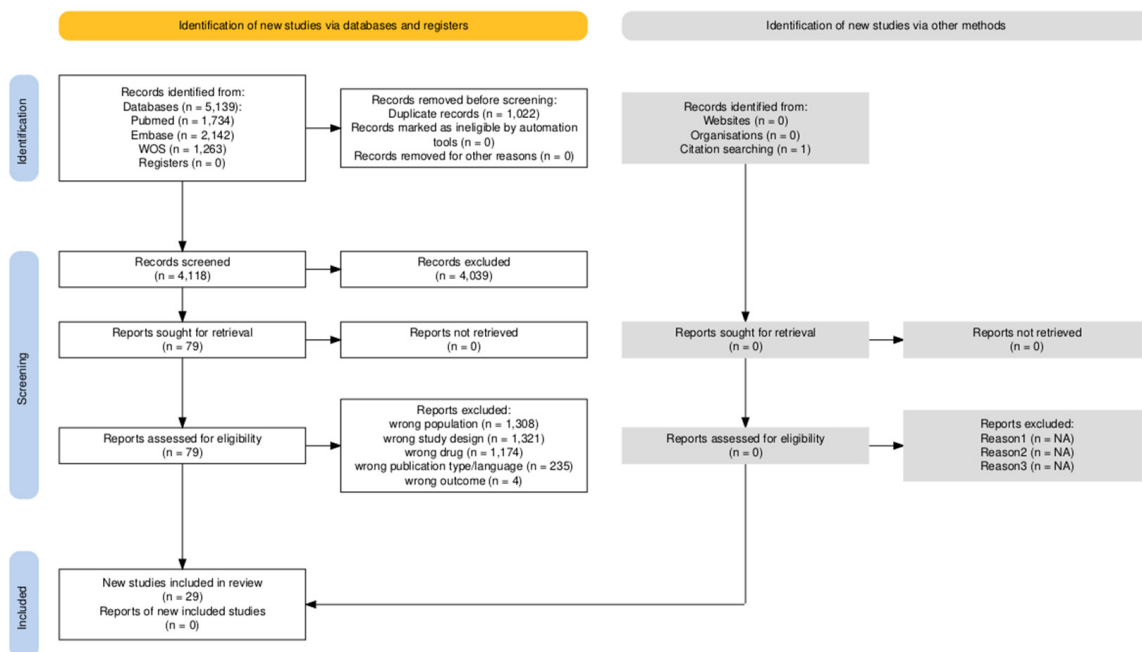 Identification of new studies via databases and registers
Identification of new studies via other methods
Identification
Records identified from:
Databases (n = 5,139):
Pubmed (n = 1,734)
Embase (n = 2,142)
WOS (n = 1,263)
Registers (n = 0)
Records removed before screening:
Duplicate records (n = 1,022)
Records marked as ineligible by automation
tools (n = 0)
Records removed for other reasons (n = 0)
Records identified from:
Websites (n = 0)
Organisations (n = 0)
Citation searching (n = 1)
Screening
Records screened
(n = 4,118)
Records excluded
(n = 4,039)
Reports sought for retrieval
(n = 79)
Reports not retrieved
(n = 0)
Reports sought for retrieval
(n = 0)
Reports not retrieved
(n = 0)
Reports assessed for eligibility
(n = 79)
Reports excluded:
wrong population (n = 1,308)
wrong study design (n = 1,321)
wrong drug (n = 1,174)
wrong publication type/language (n = 235)
wrong outcome (n = 4)
Reports assessed for eligibility
(n = 0)
Reports excluded:
Reason1 (n = NA)
Reason2 (n = NA)
Reason3 (n = NA)
Included
New studies included in review
(n = 29)
Reports of new included studies
(n = 0)